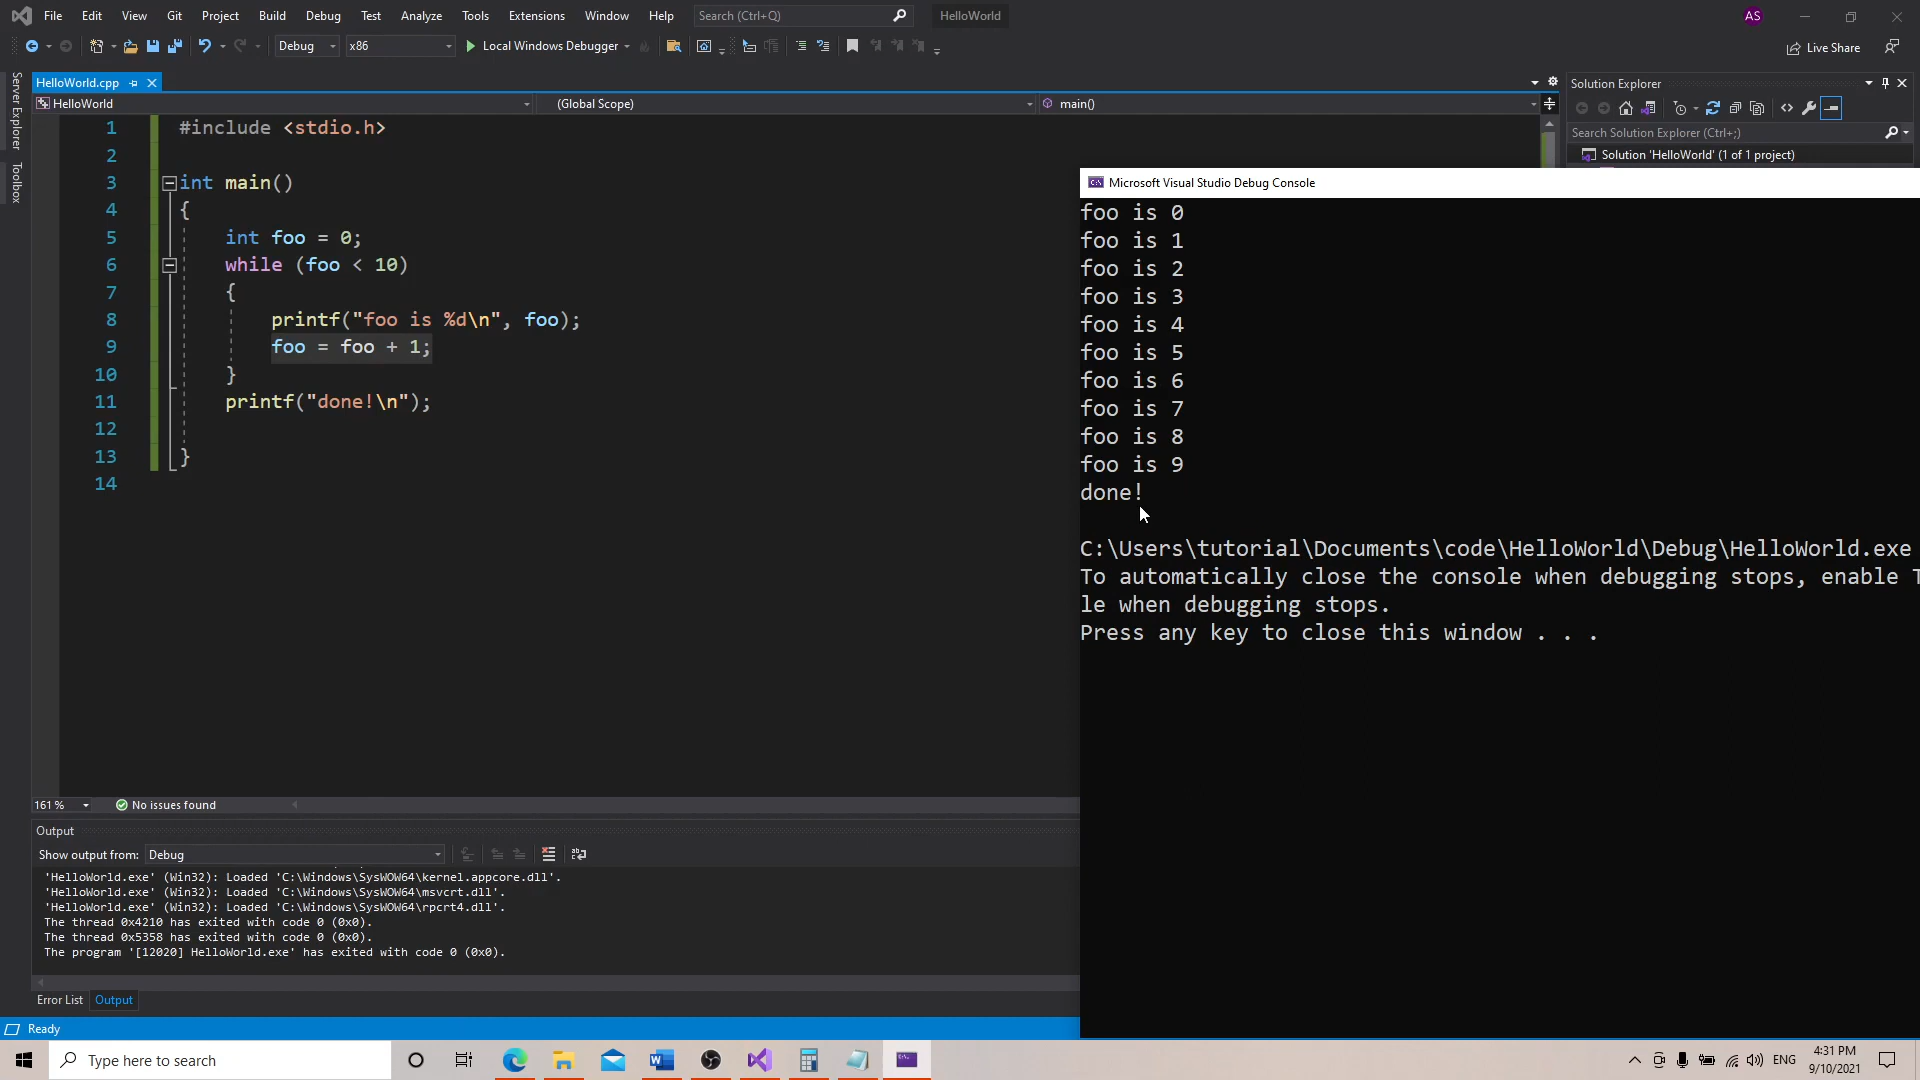 File Edit View Git Project Build Debug Test Analyze Tools Extensions Window Help Search (Ctrl+Q) HelloWorld AS
Debug x86 Local Windows Debugger Live Share
Server Explorer
Toolbox
HelloWorld.cpp
HelloWorld (Global Scope) main()
1 #include <stdio.h>
2
3 int main()
4 {
5 int foo = 0;
6 while (foo < 10)
7 {
8 printf("foo is %d\n", foo);
9 foo = foo + 1;
10 }
11 printf("done!\n");
12
13 }
14
161 % No issues found
Solution Explorer
Search Solution Explorer (Ctrl+;)
Solution 'HelloWorld' (1 of 1 project)
Microsoft Visual Studio Debug Console
foo is 0
foo is 1
foo is 2
foo is 3
foo is 4
foo is 5
foo is 6
foo is 7
foo is 8
foo is 9
done!
C:\Users\tutorial\Documents\code\HelloWorld\Debug\HelloWorld.exe
To automatically close the console when debugging stops, enable T
le when debugging stops.
Press any key to close this window . . .
Output
Show output from: Debug
'HelloWorld.exe' (Win32): Loaded 'C:\Windows\SysWOW64\kernel.appcore.dll'.
'HelloWorld.exe' (Win32): Loaded 'C:\Windows\SysWOW64\msvcrt.dll'.
'HelloWorld.exe' (Win32): Loaded 'C:\Windows\SysWOW64\rpcrt4.dll'.
The thread 0x4210 has exited with code 0 (0x0).
The thread 0x5358 has exited with code 0 (0x0).
The program '[12020] HelloWorld.exe' has exited with code 0 (0x0).
Error List Output
Ready
Type here to search
ENG
4:31 PM
9/10/2021